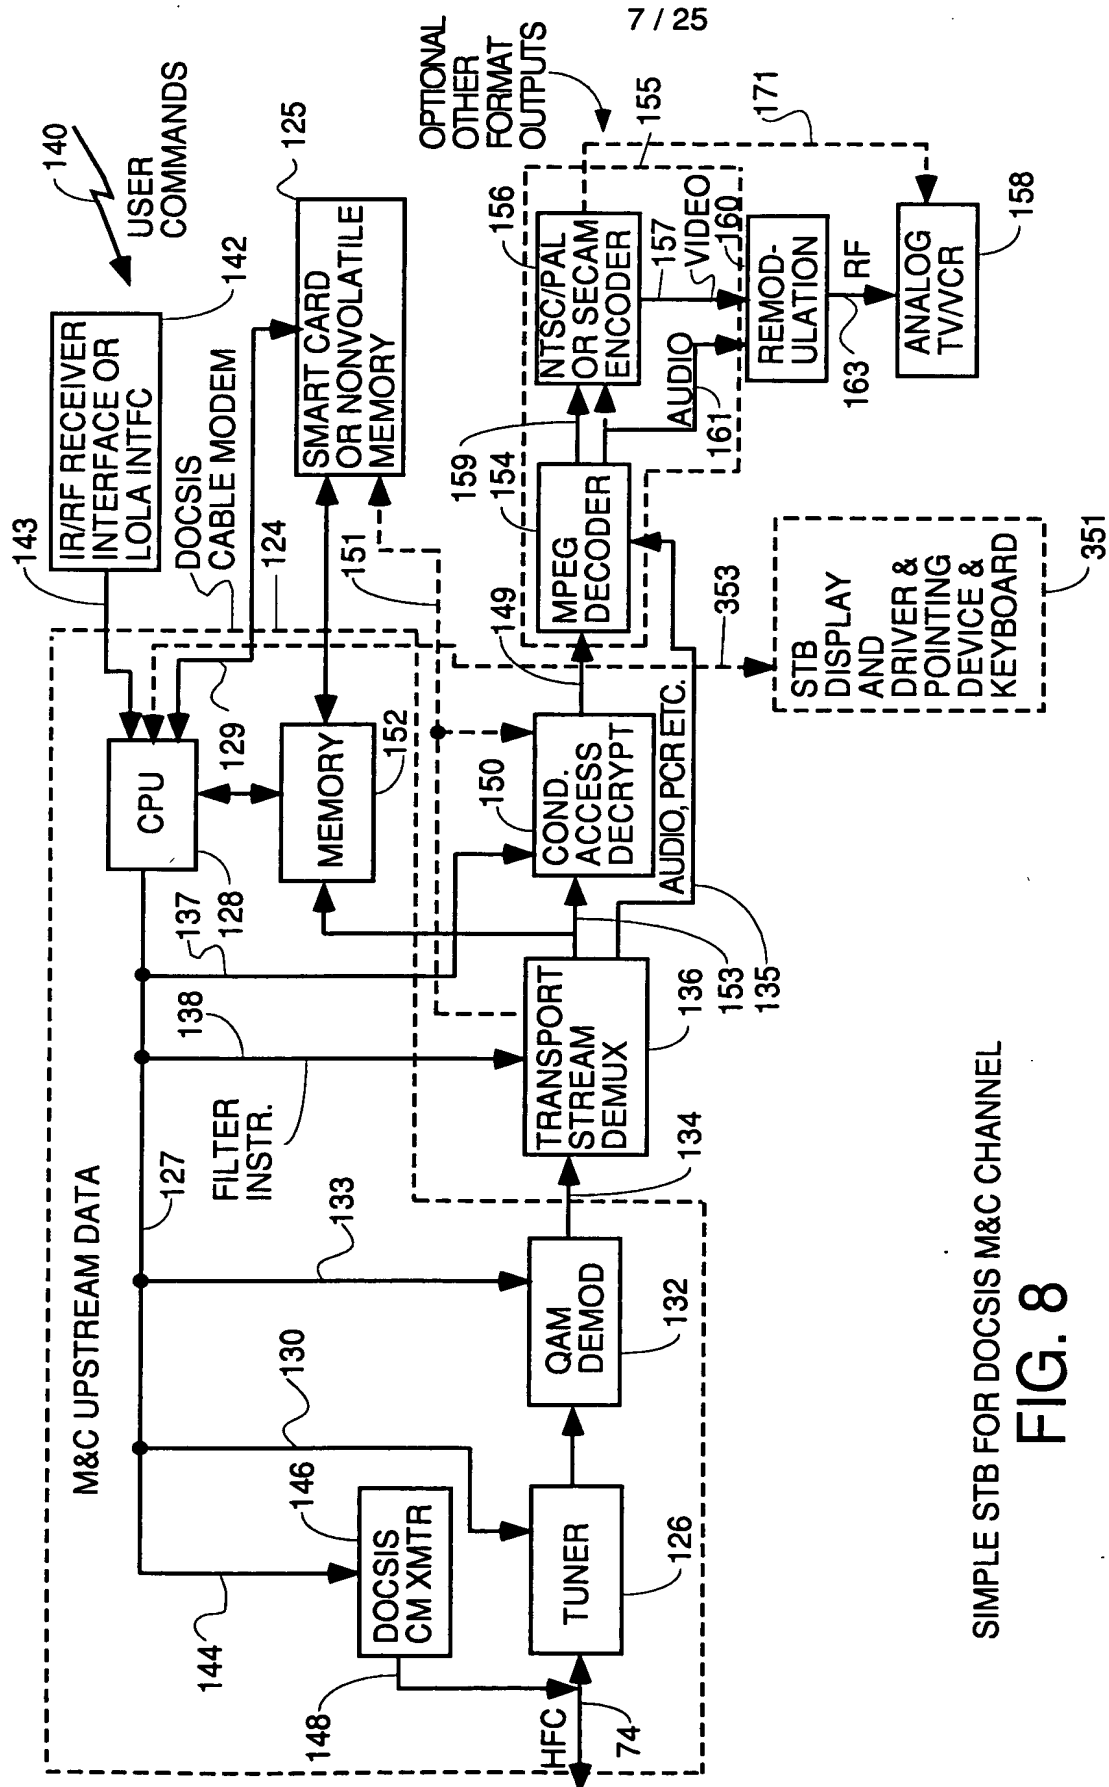 7 / 25
140
USER
COMMANDS
IR/RF RECEIVER
INTERFACE OR
LOLA INTFC
142
143
DOCSIS
CABLE MODEM
124
125
SMART CARD
OR NONVOLATILE
MEMORY
OPTIONAL
OTHER
FORMAT
OUTPUTS
155
171
M&C UPSTREAM DATA
127
CPU
128
129
137
138
FILTER
INSTR.
133
130
144
MEMORY
152
151
DOCSIS
CM XMTR
146
148
HFC
74
TUNER
126
QAM
DEMOD
132
134
TRANSPORT
STREAM
DEMUX
136
153
135
COND.
ACCESS
DECRYPT
150
149
AUDIO, PCR ETC.
MPEG
DECODER
154
159
NTSC/PAL
OR SECAM
ENCODER
156
157
VIDEO
AUDIO
161
160
REMOD-
ULATION
RF
163
ANALOG
TV/VCR
158
353
STB
DISPLAY
AND
DRIVER &
POINTING
DEVICE &
KEYBOARD
351
SIMPLE STB FOR DOCSIS M&C CHANNEL
FIG. 8